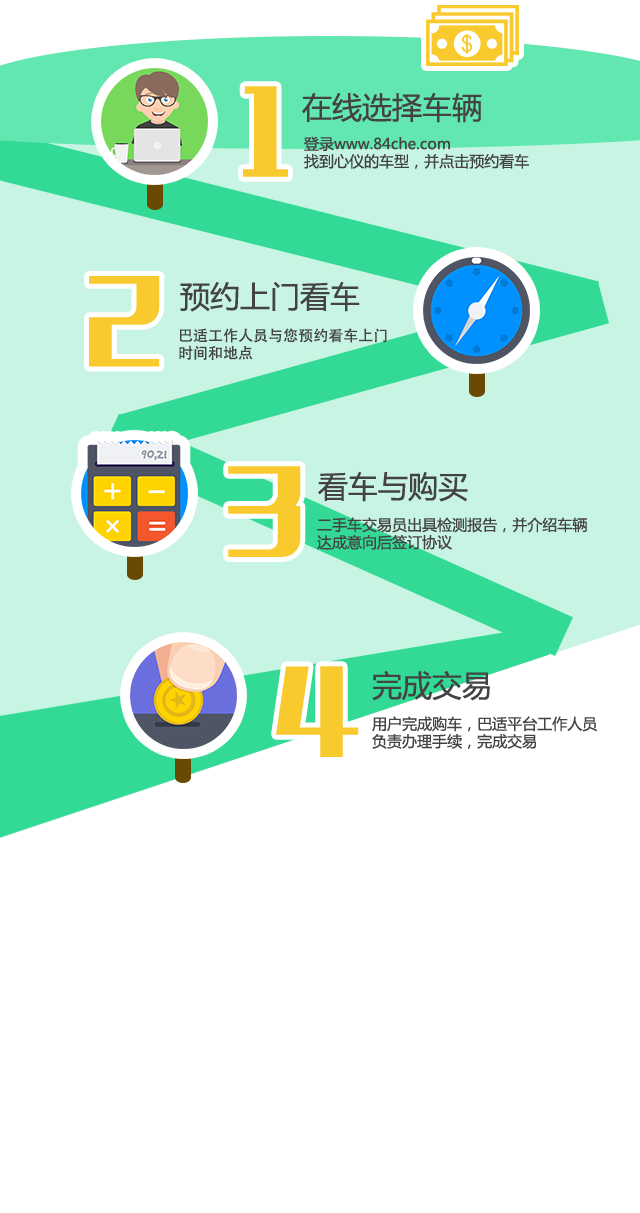 1
在线选择车辆
登录www.84che.com
找到心仪的车型，并点击预约看车
2
预约上门看车
巴适工作人员与您预约看车上门
时间和地点
90,21
3
看车与购买
二手车交易员出具检测报告，并介绍车辆
达成意向后签订协议
4
完成交易
用户完成购车，巴适平台工作人员
负责办理手续，完成交易